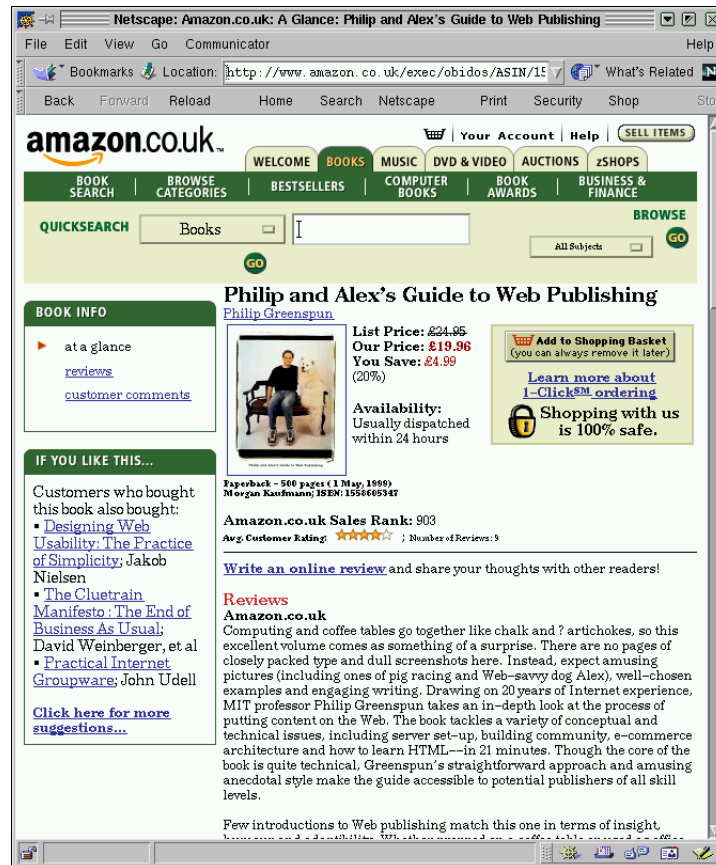 Netscape: Amazon.co.uk: A Glance: Philip and Alex's Guide to Web Publishing
File Edit View Go Communicator Help
Bookmarks Location: http://www.amazon.co.uk/exec/obidos/ASIN/15 What's Related N
Back Forward Reload Home Search Netscape Print Security Shop Sto
amazon.co.uk
Your Account | Help | SELL ITEMS
WELCOME BOOKS MUSIC DVD & VIDEO AUCTIONS zSHOPS
BOOK SEARCH | BROWSE CATEGORIES | BESTSELLERS | COMPUTER BOOKS | BOOK AWARDS | BUSINESS & FINANCE
QUICKSEARCH Books GO
BROWSE
All Subjects GO
Philip and Alex's Guide to Web Publishing
Philip Greenspun
BOOK INFO
at a glance
reviews
customer comments
List Price: £24.95
Our Price: £19.96
You Save: £4.99
(20%)
Availability:
Usually dispatched
within 24 hours
Add to Shopping Basket
(you can always remove it later)
Learn more about
1-Click℠ ordering
Shopping with us
is 100% safe.
Philip and Alex's Guide to Web Publishing
Paperback - 500 pages ( 1 May, 1999)
Morgan Kaufmann; ISBN: 1558605347
Amazon.co.uk Sales Rank: 903
Avg. Customer Rating: ; Number of Reviews: 9
IF YOU LIKE THIS...
Customers who bought
this book also bought:
▪ Designing Web
Usability: The Practice
of Simplicity; Jakob
Nielsen
▪ The Cluetrain
Manifesto : The End of
Business As Usual;
David Weinberger, et al
▪ Practical Internet
Groupware; John Udell
Click here for more
suggestions...
Write an online review and share your thoughts with other readers!
Reviews
Amazon.co.uk
Computing and coffee tables go together like chalk and ? artichokes, so this
excellent volume comes as something of a surprise. There are no pages of
closely packed type and dull screenshots here. Instead, expect amusing
pictures (including ones of pig racing and Web-savvy dog Alex), well-chosen
examples and engaging writing. Drawing on 20 years of Internet experience,
MIT professor Philip Greenspun takes an in-depth look at the process of
putting content on the Web. The book tackles a variety of conceptual and
technical issues, including server set-up, building community, e-commerce
architecture and how to learn HTML--in 21 minutes. Though the core of the
book is quite technical, Greenspun's straightforward approach and amusing
anecdotal style make the guide accessible to potential publishers of all skill
levels.
Few introductions to Web publishing match this one in terms of insight,